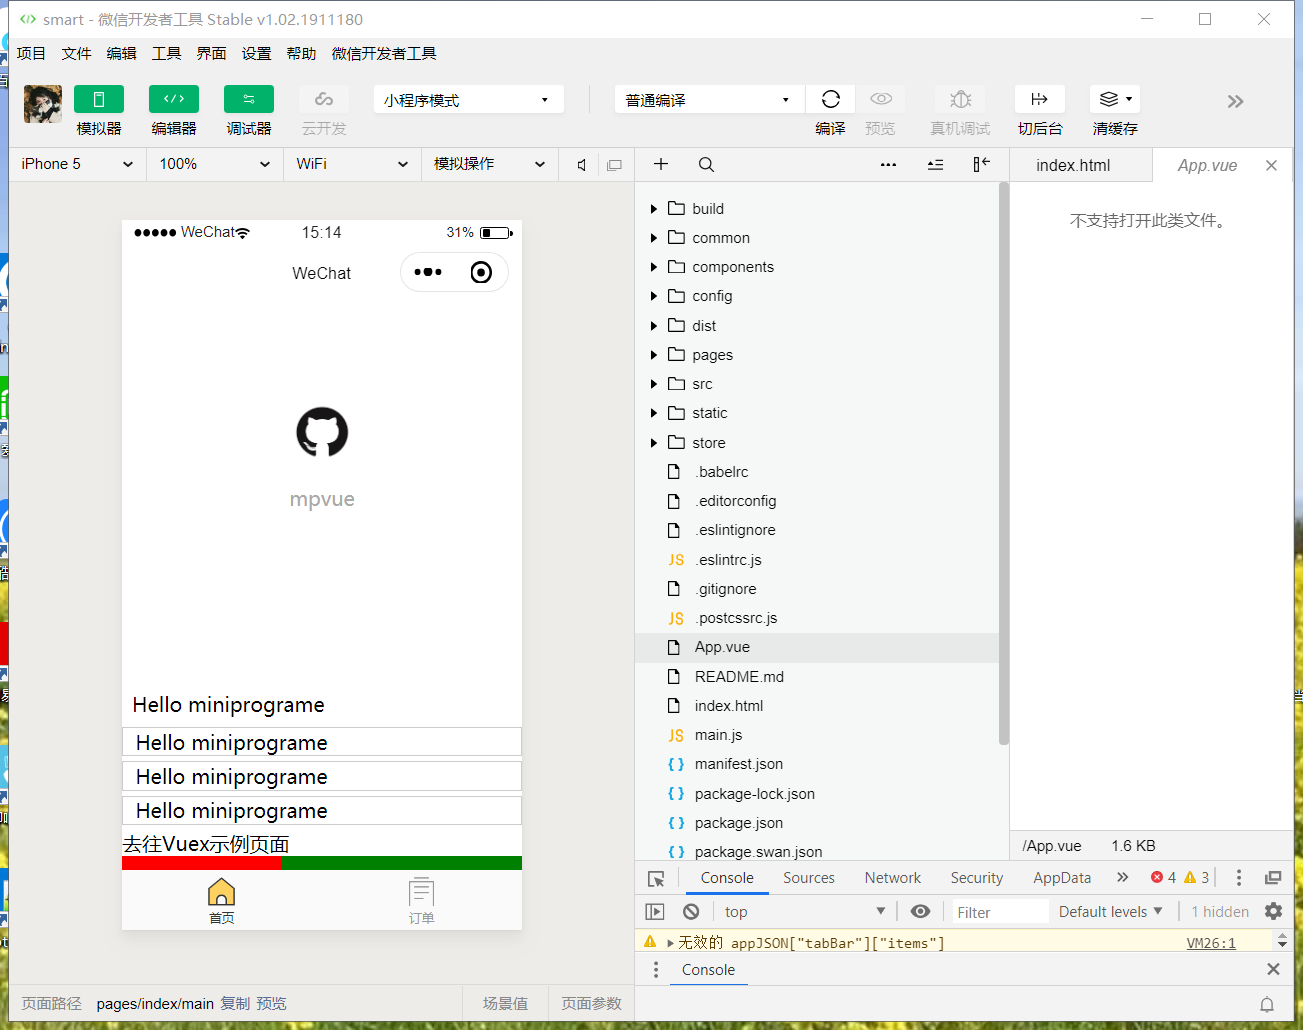 smart - 微信开发者工具 Stable v1.02.1911180
项目 文件 编辑 工具 界面 设置 帮助 微信开发者工具
小程序模式 普通编译
模拟器 编辑器 调试器 云开发 编译 预览 真机调试 切后台 清缓存
iPhone 5 100% WiFi 模拟操作
index.html App.vue
WeChat 15:14 31%
WeChat
mpvue
Hello miniprograme
Hello miniprograme
Hello miniprograme
Hello miniprograme
去往Vuex示例页面
首页 订单
页面路径 pages/index/main 复制 预览 场景值 页面参数
build
common
components
config
dist
pages
src
static
store
.babelrc
.editorconfig
.eslintignore
JS .eslintrc.js
.gitignore
JS .postcssrc.js
App.vue
README.md
index.html
JS main.js
{ } manifest.json
{ } package-lock.json
{ } package.json
{ } package.swan.json
不支持打开此类文件。
/App.vue 1.6 KB
Console Sources Network Security AppData 4 3
top Filter Default levels 1 hidden
无效的 appJSON["tabBar"]["items"] VM26:1
Console